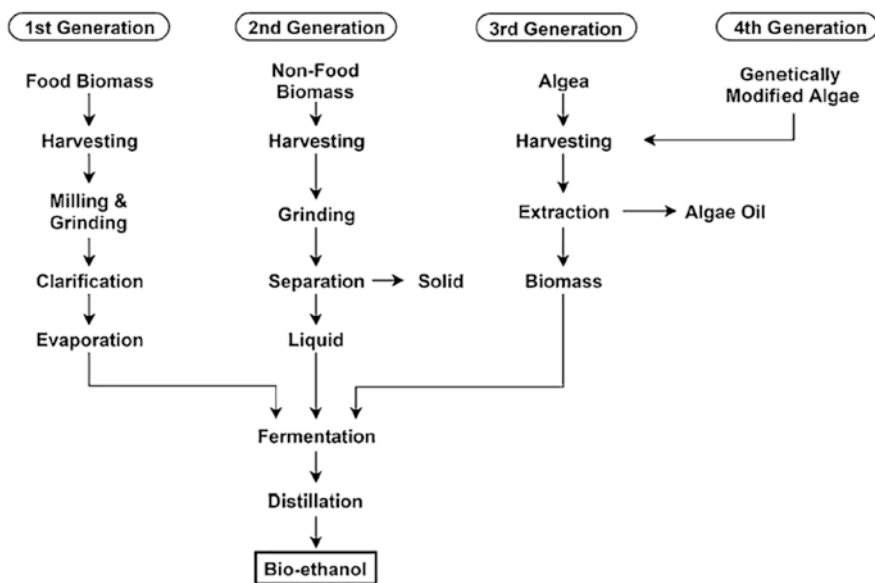 1st Generation
2nd Generation
3rd Generation
4th Generation
Food Biomass
Non-Food
Biomass
Algea
Genetically
Modified Algae
Harvesting
Harvesting
Harvesting
Milling &
Grinding
Grinding
Extraction
Algae Oil
Clarification
Separation
Solid
Biomass
Evaporation
Liquid
Fermentation
Distillation
Bio-ethanol